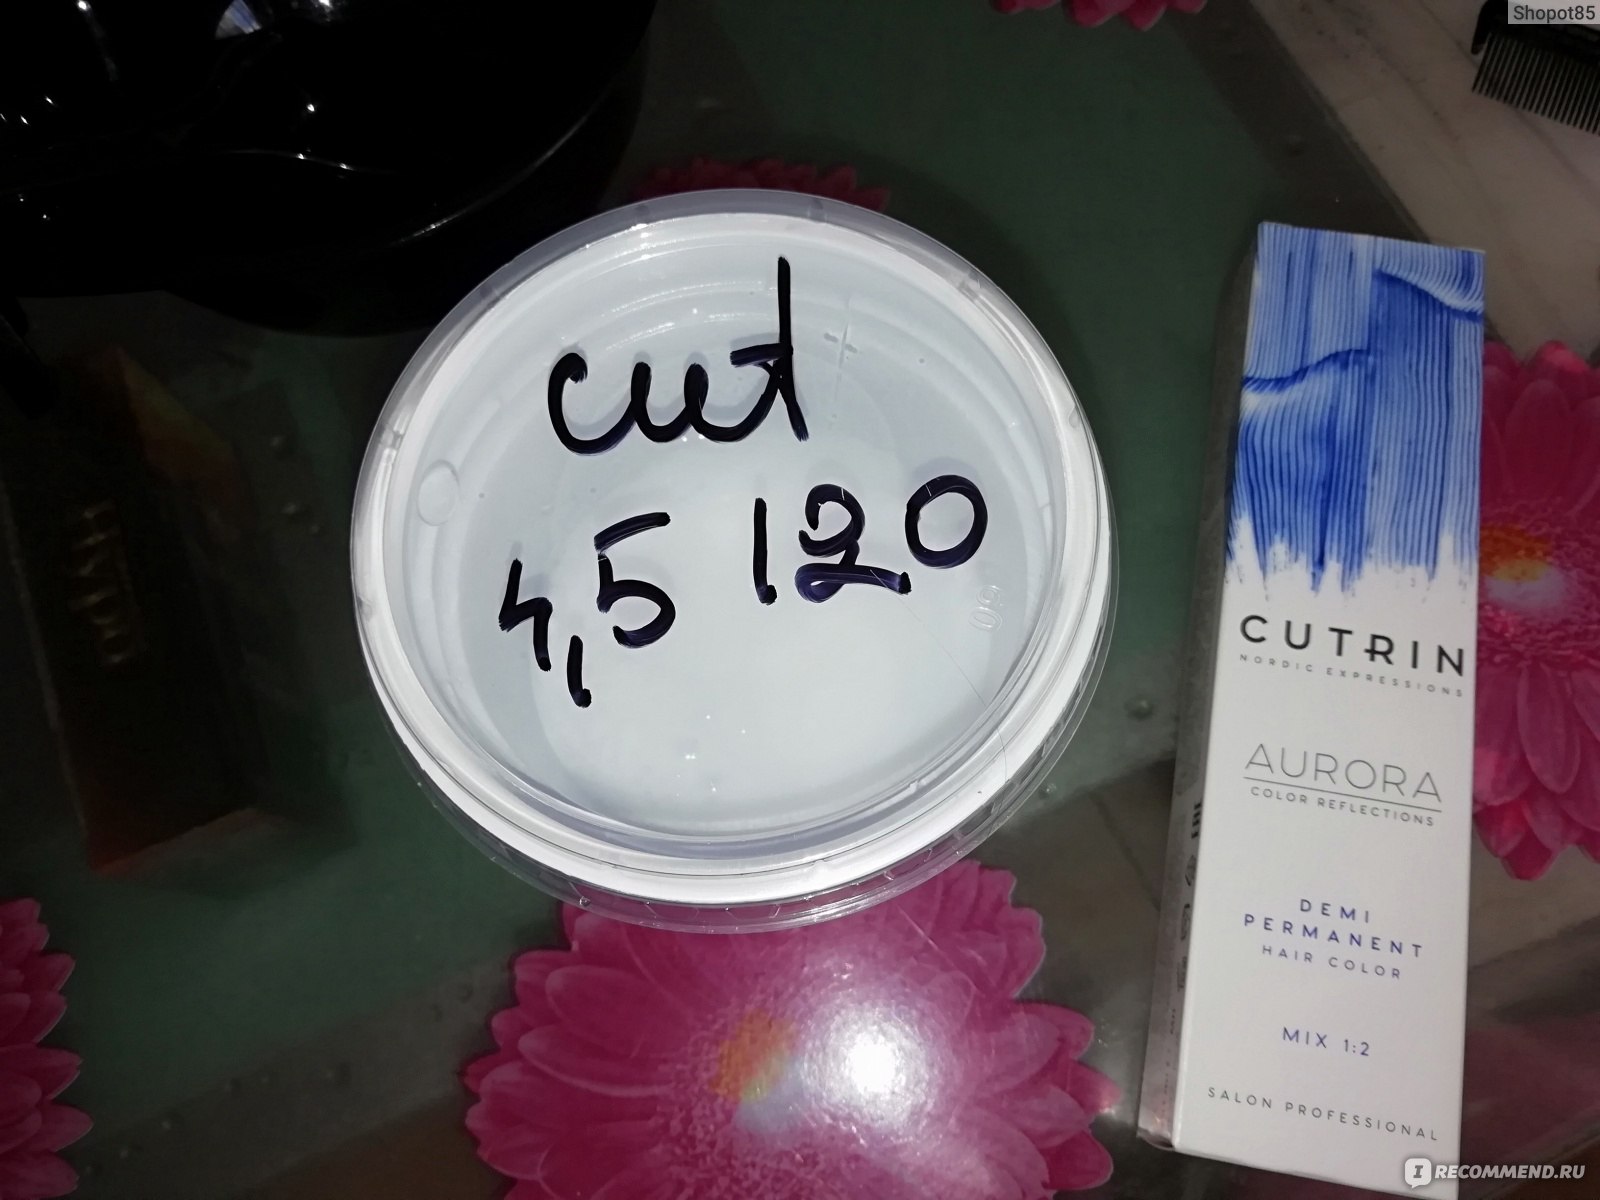 Shopot85
cut
4,5 120
60
CUTRIN
NORDIC EXPRESSIONS
AURORA
COLOR REFLECTIONS
DEMI
PERMANENT
HAIR COLOR
MIX 1:2
SALON PROFESSIONAL
IRECOMMEND.RU